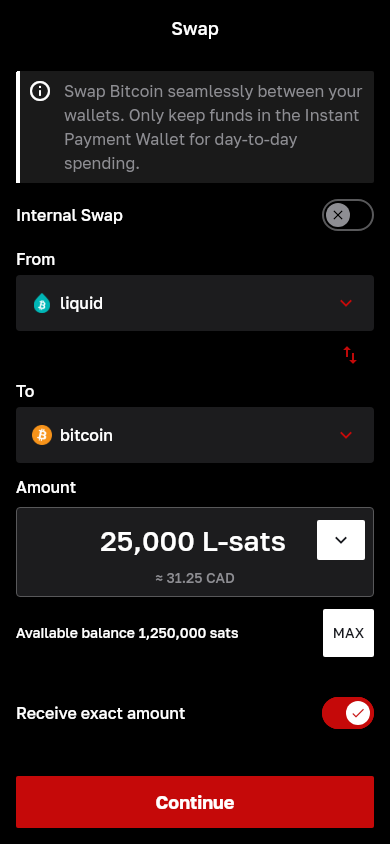 Swap
Swap Bitcoin seamlessly between your
wallets. Only keep funds in the Instant
Payment Wallet for day-to-day
spending.
Internal Swap
From
liquid
To
bitcoin
Amount
25,000 L-sats
≈ 31.25 CAD
Available balance 1,250,000 sats
MAX
Receive exact amount
Continue